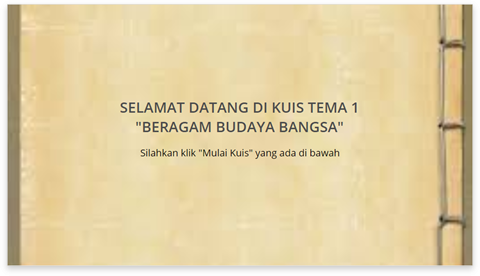 SELAMAT DATANG DI KUIS TEMA 1
"BERAGAM BUDAYA BANGSA"
Silahkan klik "Mulai Kuis" yang ada di bawah